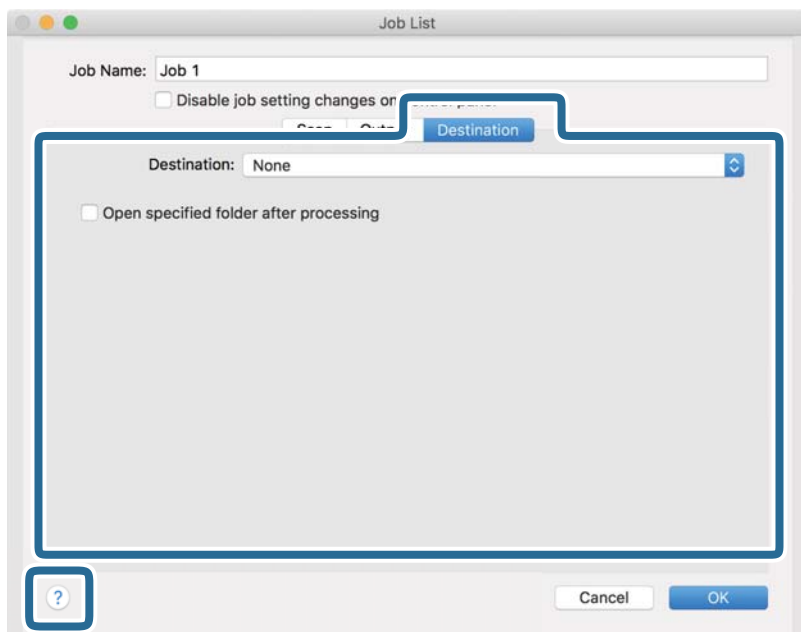 Job List
Job Name: Job 1
Disable job setting changes on
Destination
Destination: None
Open specified folder after processing
?
Cancel OK